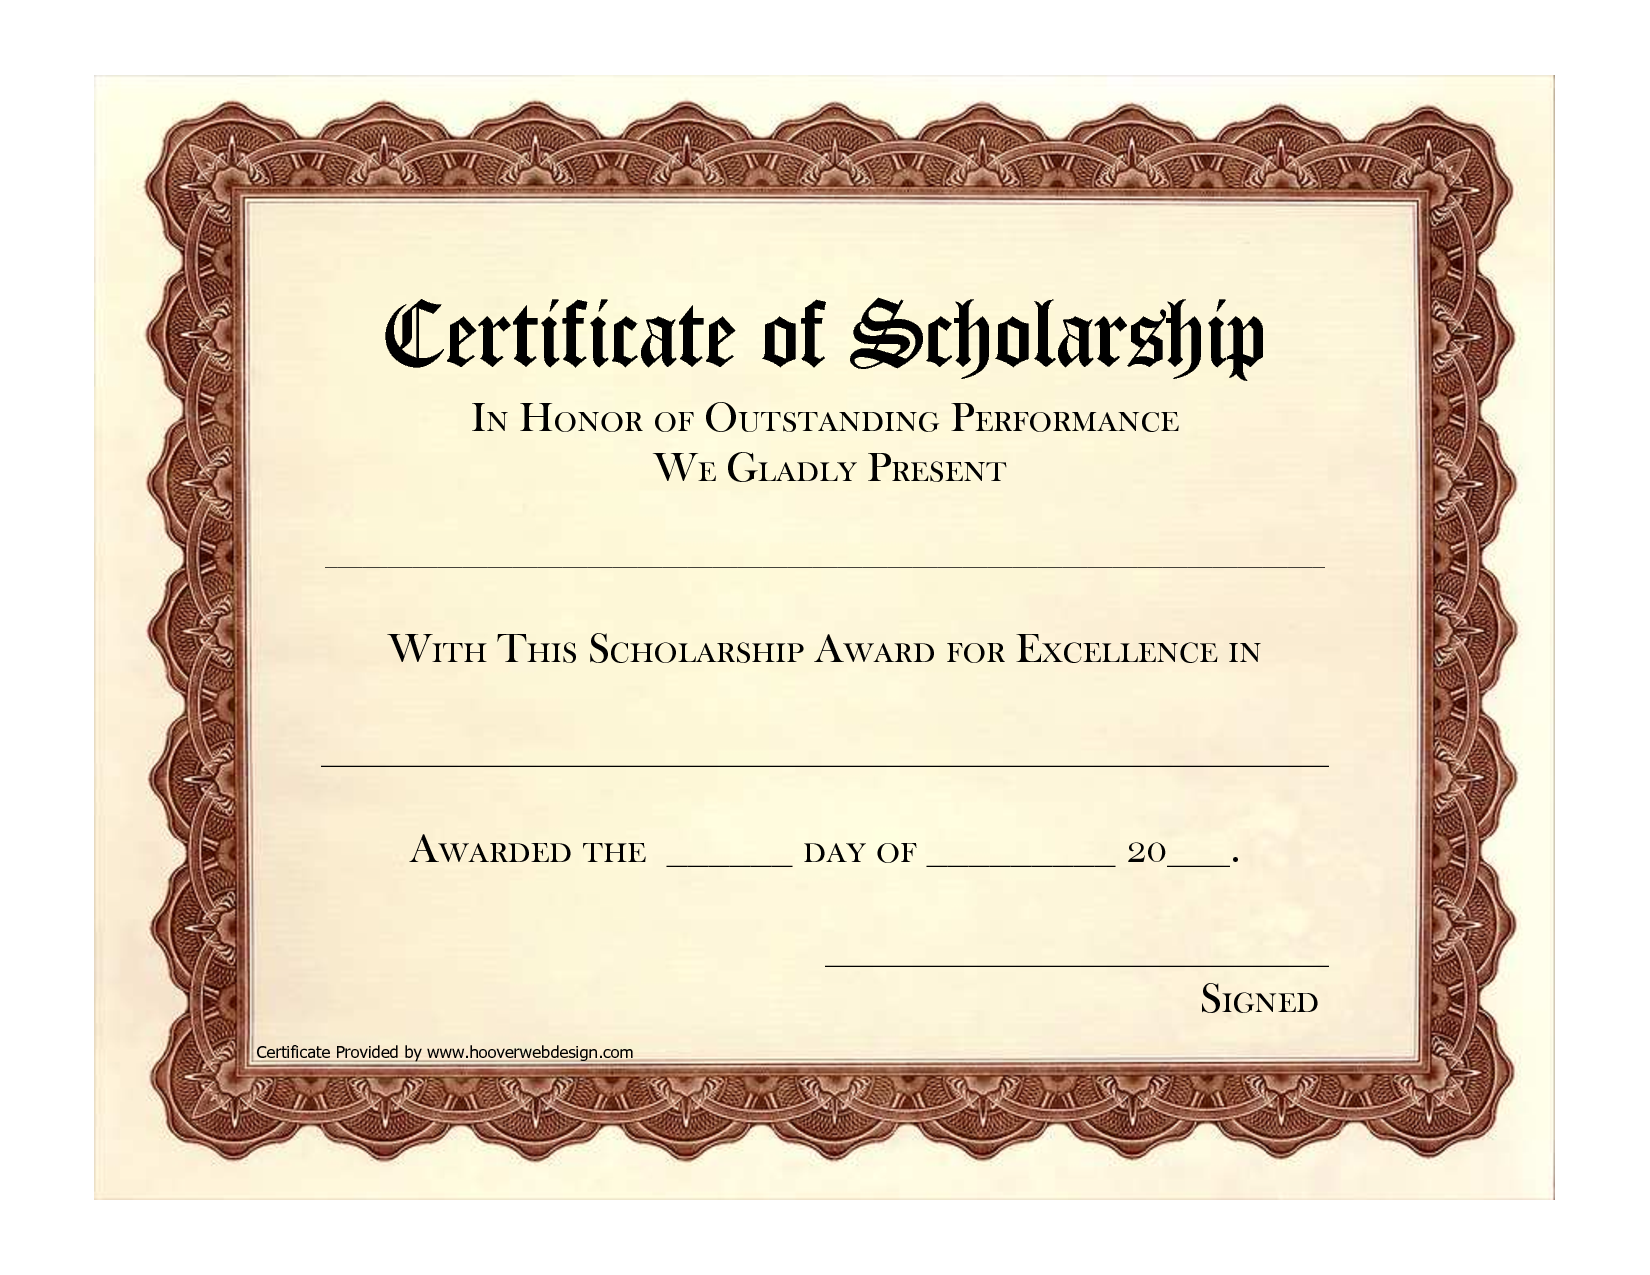 Certificate of Scholarship
In Honor of Outstanding Performance
We Gladly Present
With This Scholarship Award for Excellence in
Awarded the ______ day of _________ 20___.
Signed
Certificate Provided by www.hooverwebdesign.com